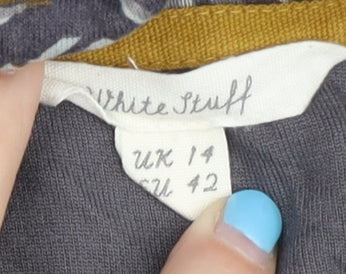 White Stuff
UK 14
EU 42